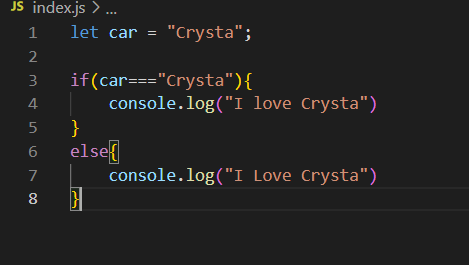 JS index.js > ...
1 let car = "Crysta";
2
3 if(car==="Crysta"){
4     console.log("I love Crysta")
5 }
6 else{
7     console.log("I Love Crysta")
8 }